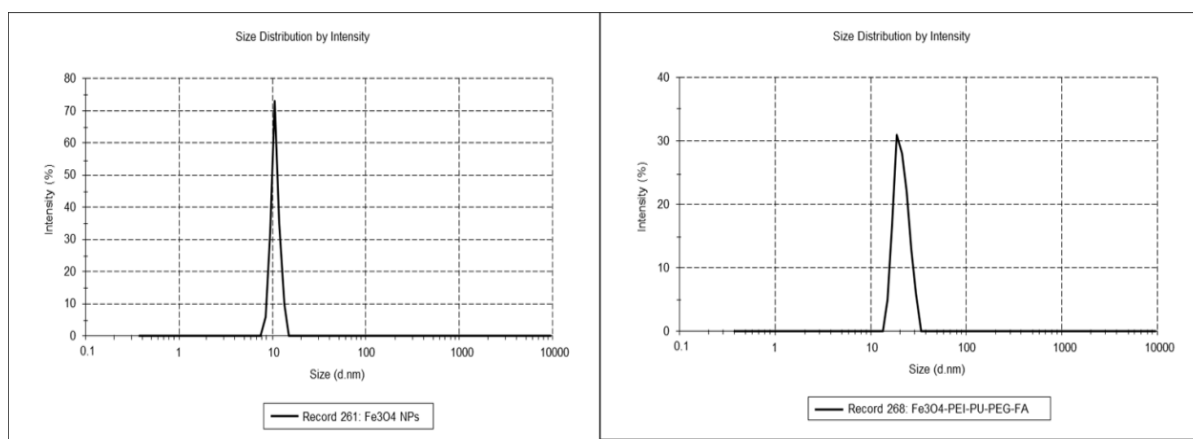 Size Distribution by Intensity
80
70
60
50
40
30
20
10
0
Intensity (%)
0.1 1 10 100 1000 10000
Size (d.nm)
Record 261: Fe3O4 NPs
Size Distribution by Intensity
40
30
20
10
0
Intensity (%)
0.1 1 10 100 1000 10000
Size (d.nm)
Record 268: Fe3O4-PEI-PU-PEG-FA